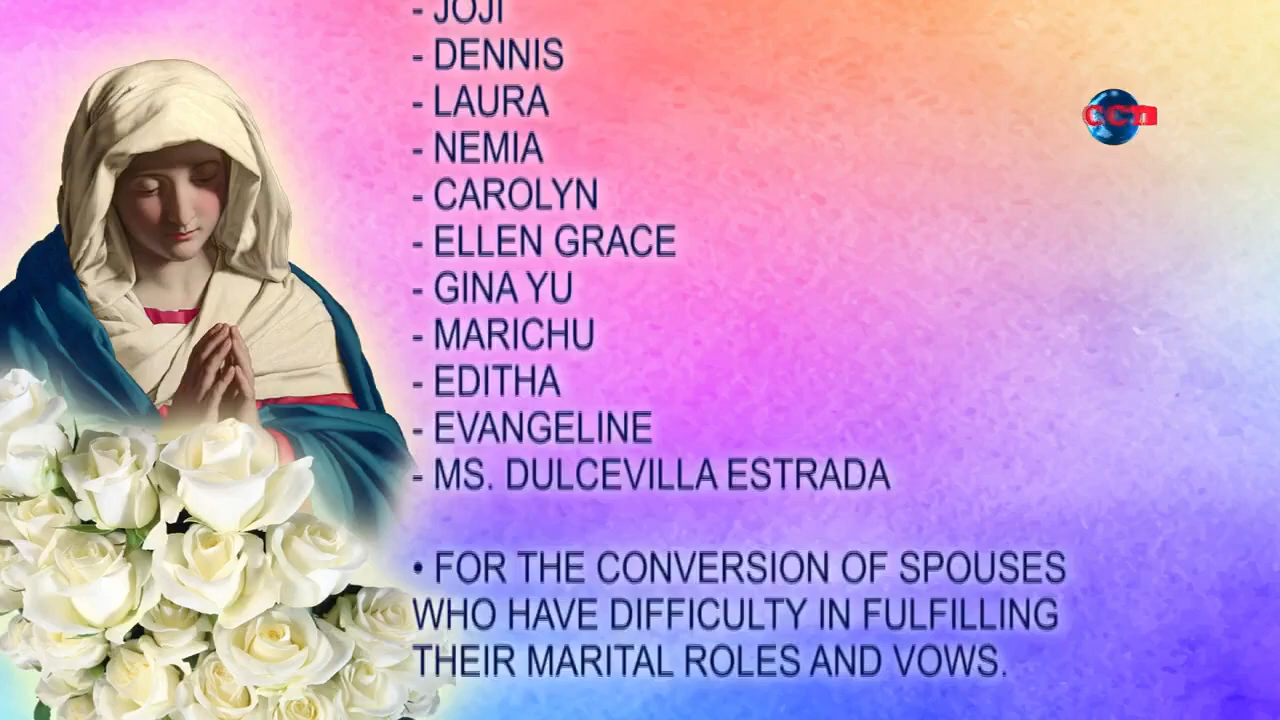 - JOJI
- DENNIS
- LAURA
- NEMIA
- CAROLYN
- ELLEN GRACE
- GINA YU
- MARICHU
- EDITHA
- EVANGELINE
- MS. DULCEVILLA ESTRADA
• FOR THE CONVERSION OF SPOUSES
WHO HAVE DIFFICULTY IN FULFILLING
THEIR MARITAL ROLES AND VOWS.
CCn